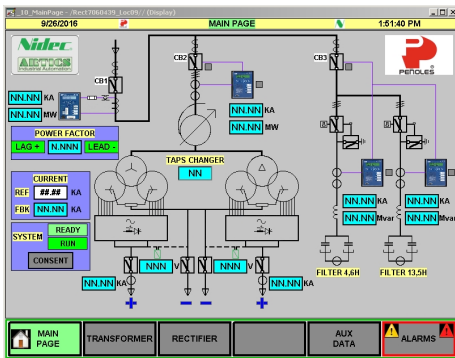 _10_MainPage - /Rect7060439_1oc09// (Display)
9/26/2016
MAIN PAGE
1:51:40 PM
Nidec
ARTICS
Industrial Automation
CB1
CB2
CB3
PENOLES
NN.NN KA
NN.NN MW
NN.NN KA
NN.NN MW
POWER FACTOR
LAG + N.NNN LEAD -
TAPS CHANGER
NN
CURRENT
REF ##.## KA
FBK NN.NN KA
SYSTEM READY
RUN
CONSENT
NN.NN KA
NN.NN Mvar
NN.NN KA
NN.NN Mvar
NNN V
NNN V
NN.NN KA
NN.NN KA
+ - - +
FILTER 4,6H
FILTER 13,5H
MAIN PAGE
TRANSFORMER
RECTIFIER
AUX DATA
ALARMS